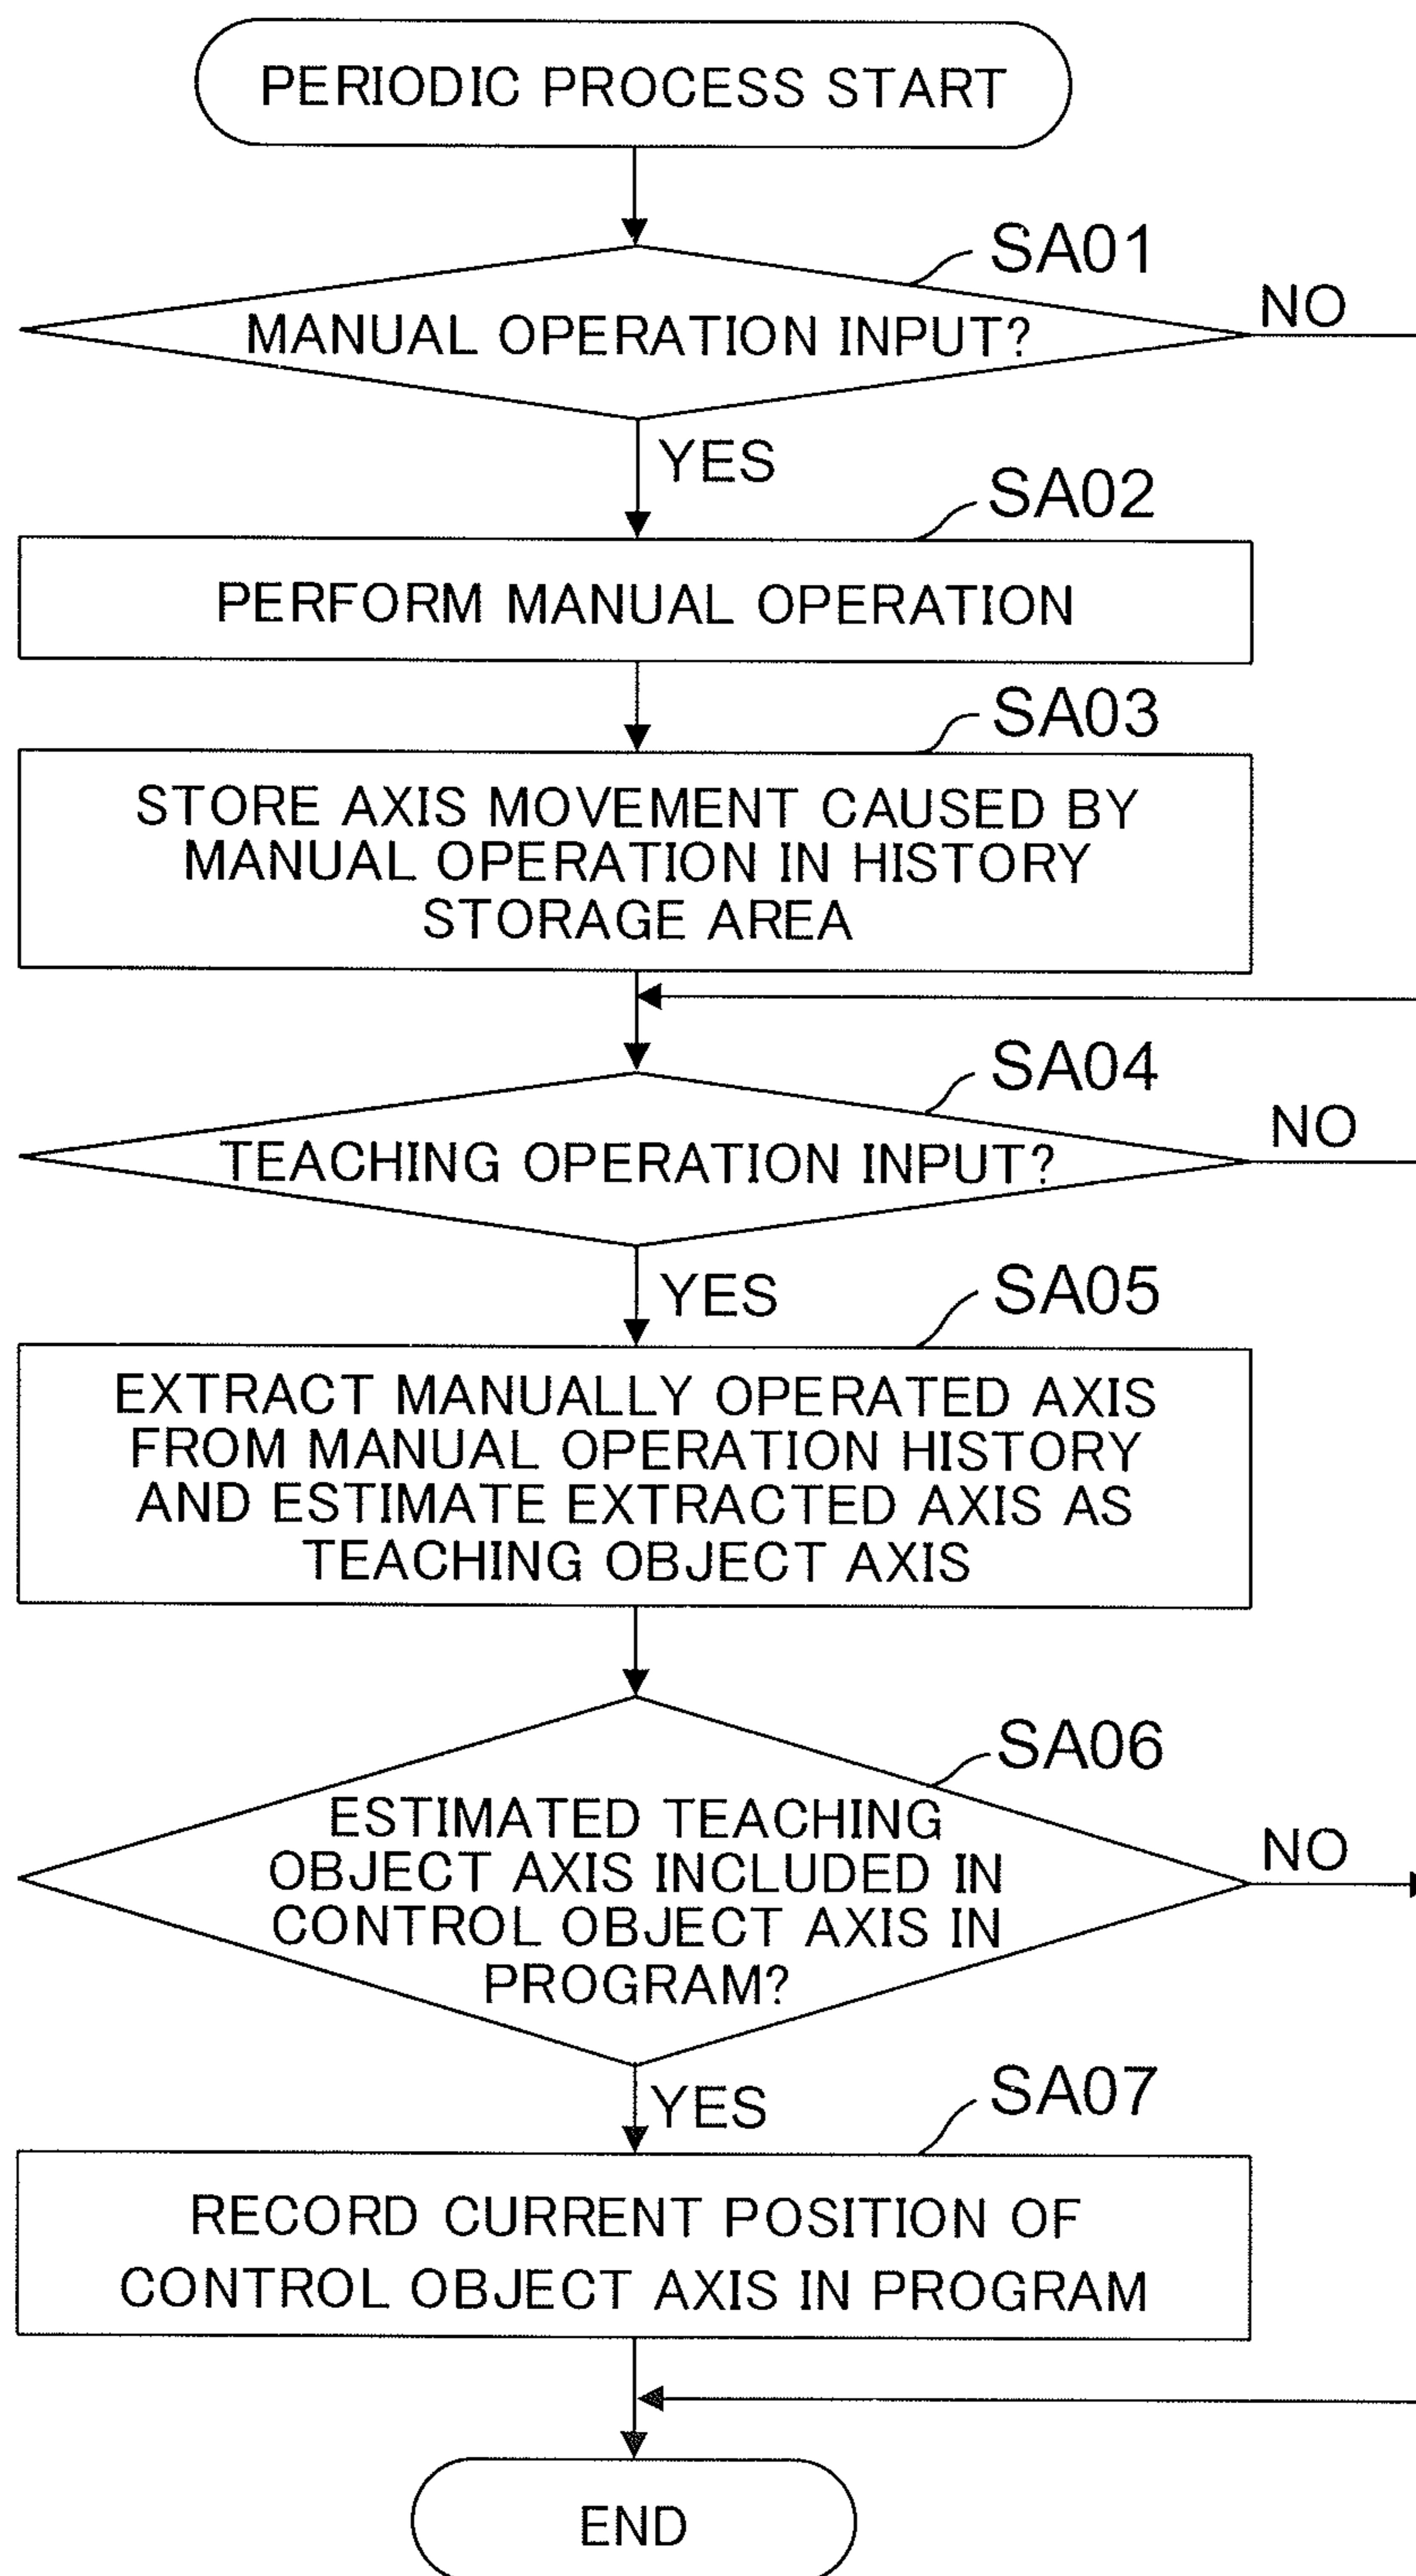 PERIODIC PROCESS START
SA01
MANUAL OPERATION INPUT?
NO
YES
SA02
PERFORM MANUAL OPERATION
SA03
STORE AXIS MOVEMENT CAUSED BY
MANUAL OPERATION IN HISTORY
STORAGE AREA
SA04
TEACHING OPERATION INPUT?
NO
YES
SA05
EXTRACT MANUALLY OPERATED AXIS
FROM MANUAL OPERATION HISTORY
AND ESTIMATE EXTRACTED AXIS AS
TEACHING OBJECT AXIS
SA06
ESTIMATED TEACHING
OBJECT AXIS INCLUDED IN
CONTROL OBJECT AXIS IN
PROGRAM?
NO
YES
SA07
RECORD CURRENT POSITION OF
CONTROL OBJECT AXIS IN PROGRAM
END